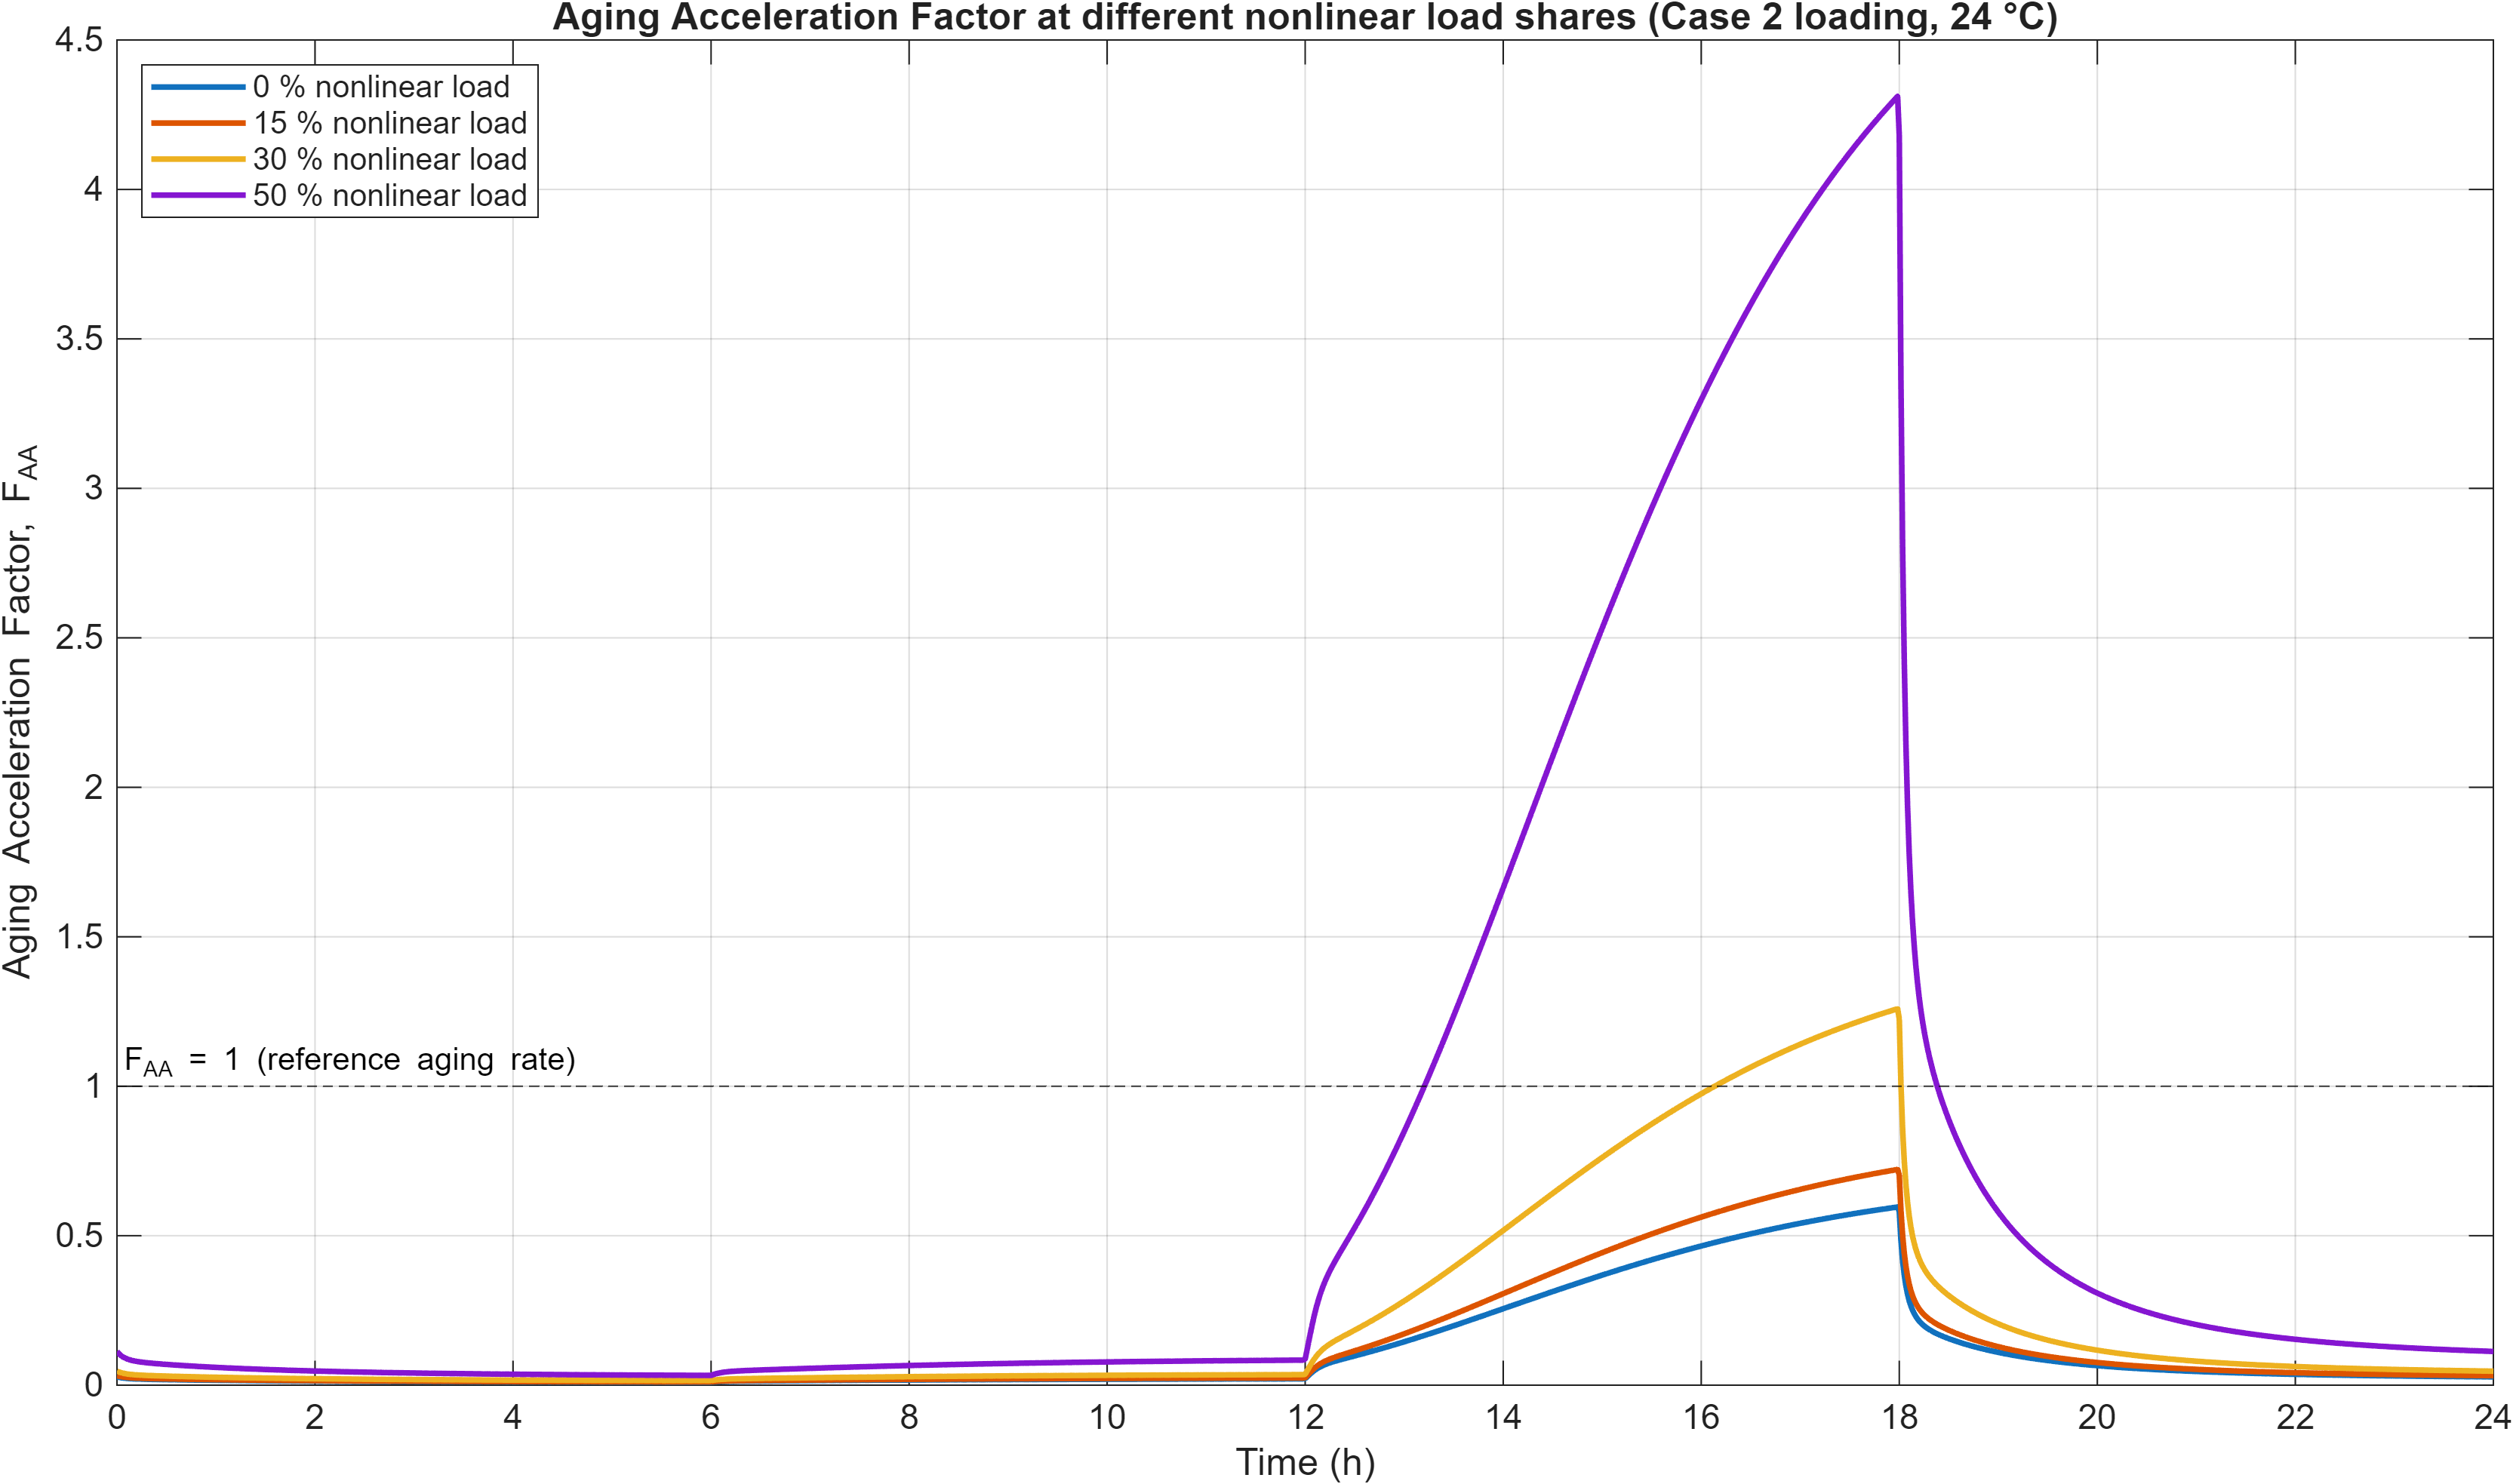 Aging Acceleration Factor at different nonlinear load shares (Case 2 loading, 24 °C)
4.5
4
3.5
3
2.5
2
1.5
1
0.5
0
Aging Acceleration Factor, F_AA
0 % nonlinear load
15 % nonlinear load
30 % nonlinear load
50 % nonlinear load
F_AA = 1 (reference aging rate)
0 2 4 6 8 10 12 14 16 18 20 22 24
Time (h)